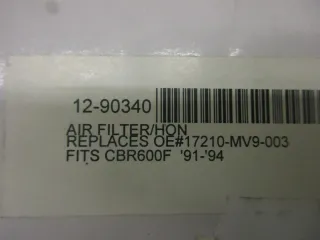 12-90340
AIR FILTER/HON
REPLACES OE#17210-MV9-003
FITS CBR600F '91-'94